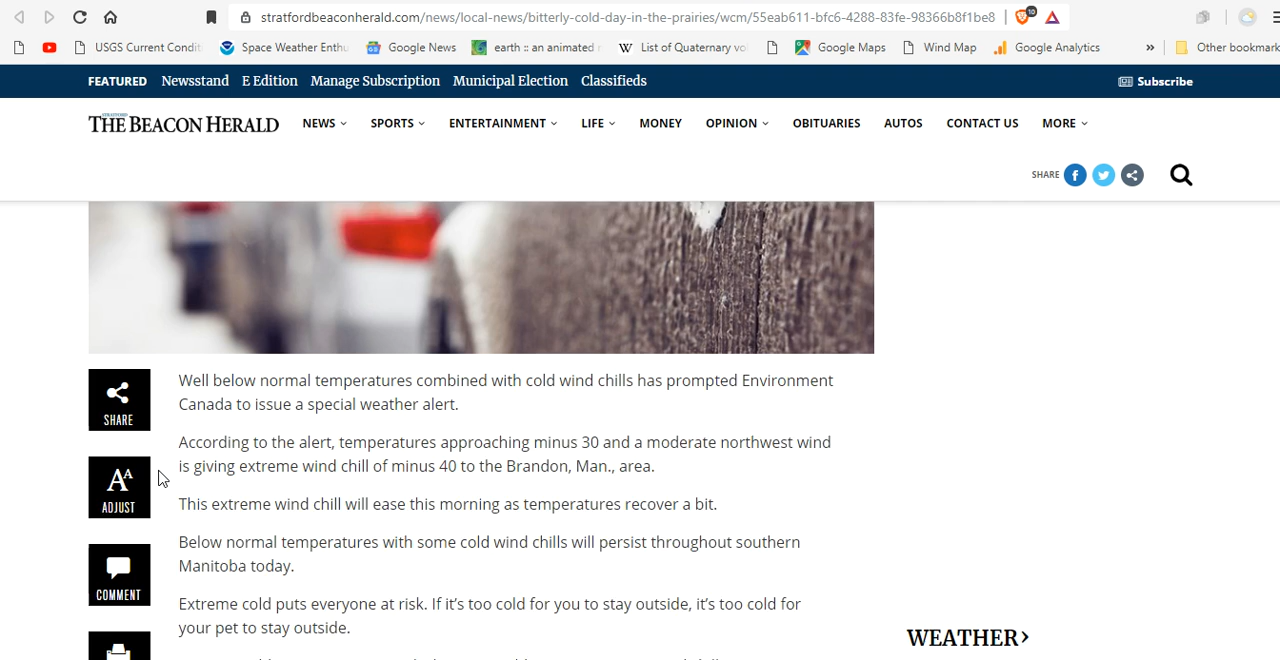 stratfordbeaconherald.com/news/local-news/bitterly-cold-day-in-the-prairies/wcm/55eab611-bfc6-4288-83fe-98366b8f1be8
10
USGS Current Condit
Space Weather Enthu
Google News
earth :: an animated
List of Quaternary vo
Google Maps
Wind Map
Google Analytics
»
Other bookmark
FEATURED Newsstand E Edition Manage Subscription Municipal Election Classifieds
Subscribe
STRATFORD
THE BEACON HERALD
NEWS SPORTS ENTERTAINMENT LIFE MONEY OPINION OBITUARIES AUTOS CONTACT US MORE
SHARE
SHARE
Well below normal temperatures combined with cold wind chills has prompted Environment
Canada to issue a special weather alert.
According to the alert, temperatures approaching minus 30 and a moderate northwest wind
is giving extreme wind chill of minus 40 to the Brandon, Man., area.
AA
ADJUST
This extreme wind chill will ease this morning as temperatures recover a bit.
Below normal temperatures with some cold wind chills will persist throughout southern
Manitoba today.
COMMENT
Extreme cold puts everyone at risk. If it's too cold for you to stay outside, it's too cold for
your pet to stay outside.
WEATHER›